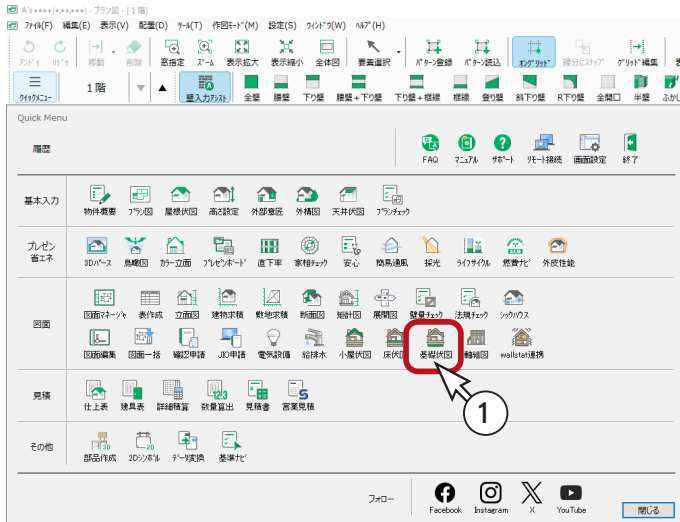 A's••••(••,••,•••) - プラン図 - [1 階]
ファイル(F) 編集(E) 表示(V) 配置(D) ツール(T) 作図モード(M) 設定(S) ウィンドウ(W) ヘルプ(H)
アンドゥ リドゥ 移動 削除 窓指定 ズーム 表示拡大 表示縮小 全体図 要素選択 パターン登録 パターン読込 オングリッド 線分にスナップ グリッド編集 表
クイックメニュー 1 階 壁入力アシスト 全壁 腰壁 下り壁 腰壁＋下り壁 下り壁＋框線 框線 登り壁 斜下り壁 R下り壁 全開口 半壁 ふかし
Quick Menu
履歴 FAQ マニュアル サポート リモート接続 画面設定 終了
基本入力 物件概要 プラン図 屋根伏図 高さ設定 外部意匠 外構図 天井伏図 プランチェック
プレゼン
省エネ
3Dパース 鳥瞰図 カラー立面 プレゼンボード 直下率 家相チェック 安心 簡易通風 採光 ライフサイクル 燃費ナビ 外皮性能
図面
図面マネージャ 表作成 立面図 建物求積 敷地求積 断面図 矩計図 展開図 壁量チェック 法規チェック シックハウス
図面編集 図面一括 確認申請 JIO申請 電気設備 給排水 小屋伏図 床伏図 基礎伏図 軸組図 wallstat連携
1
見積 仕上表 建具表 詳細積算 数量算出 見積書 営業見積
その他 部品作成 2Dシンボル データ変換 基準ナビ
フォロー Facebook Instagram X YouTube 閉じる